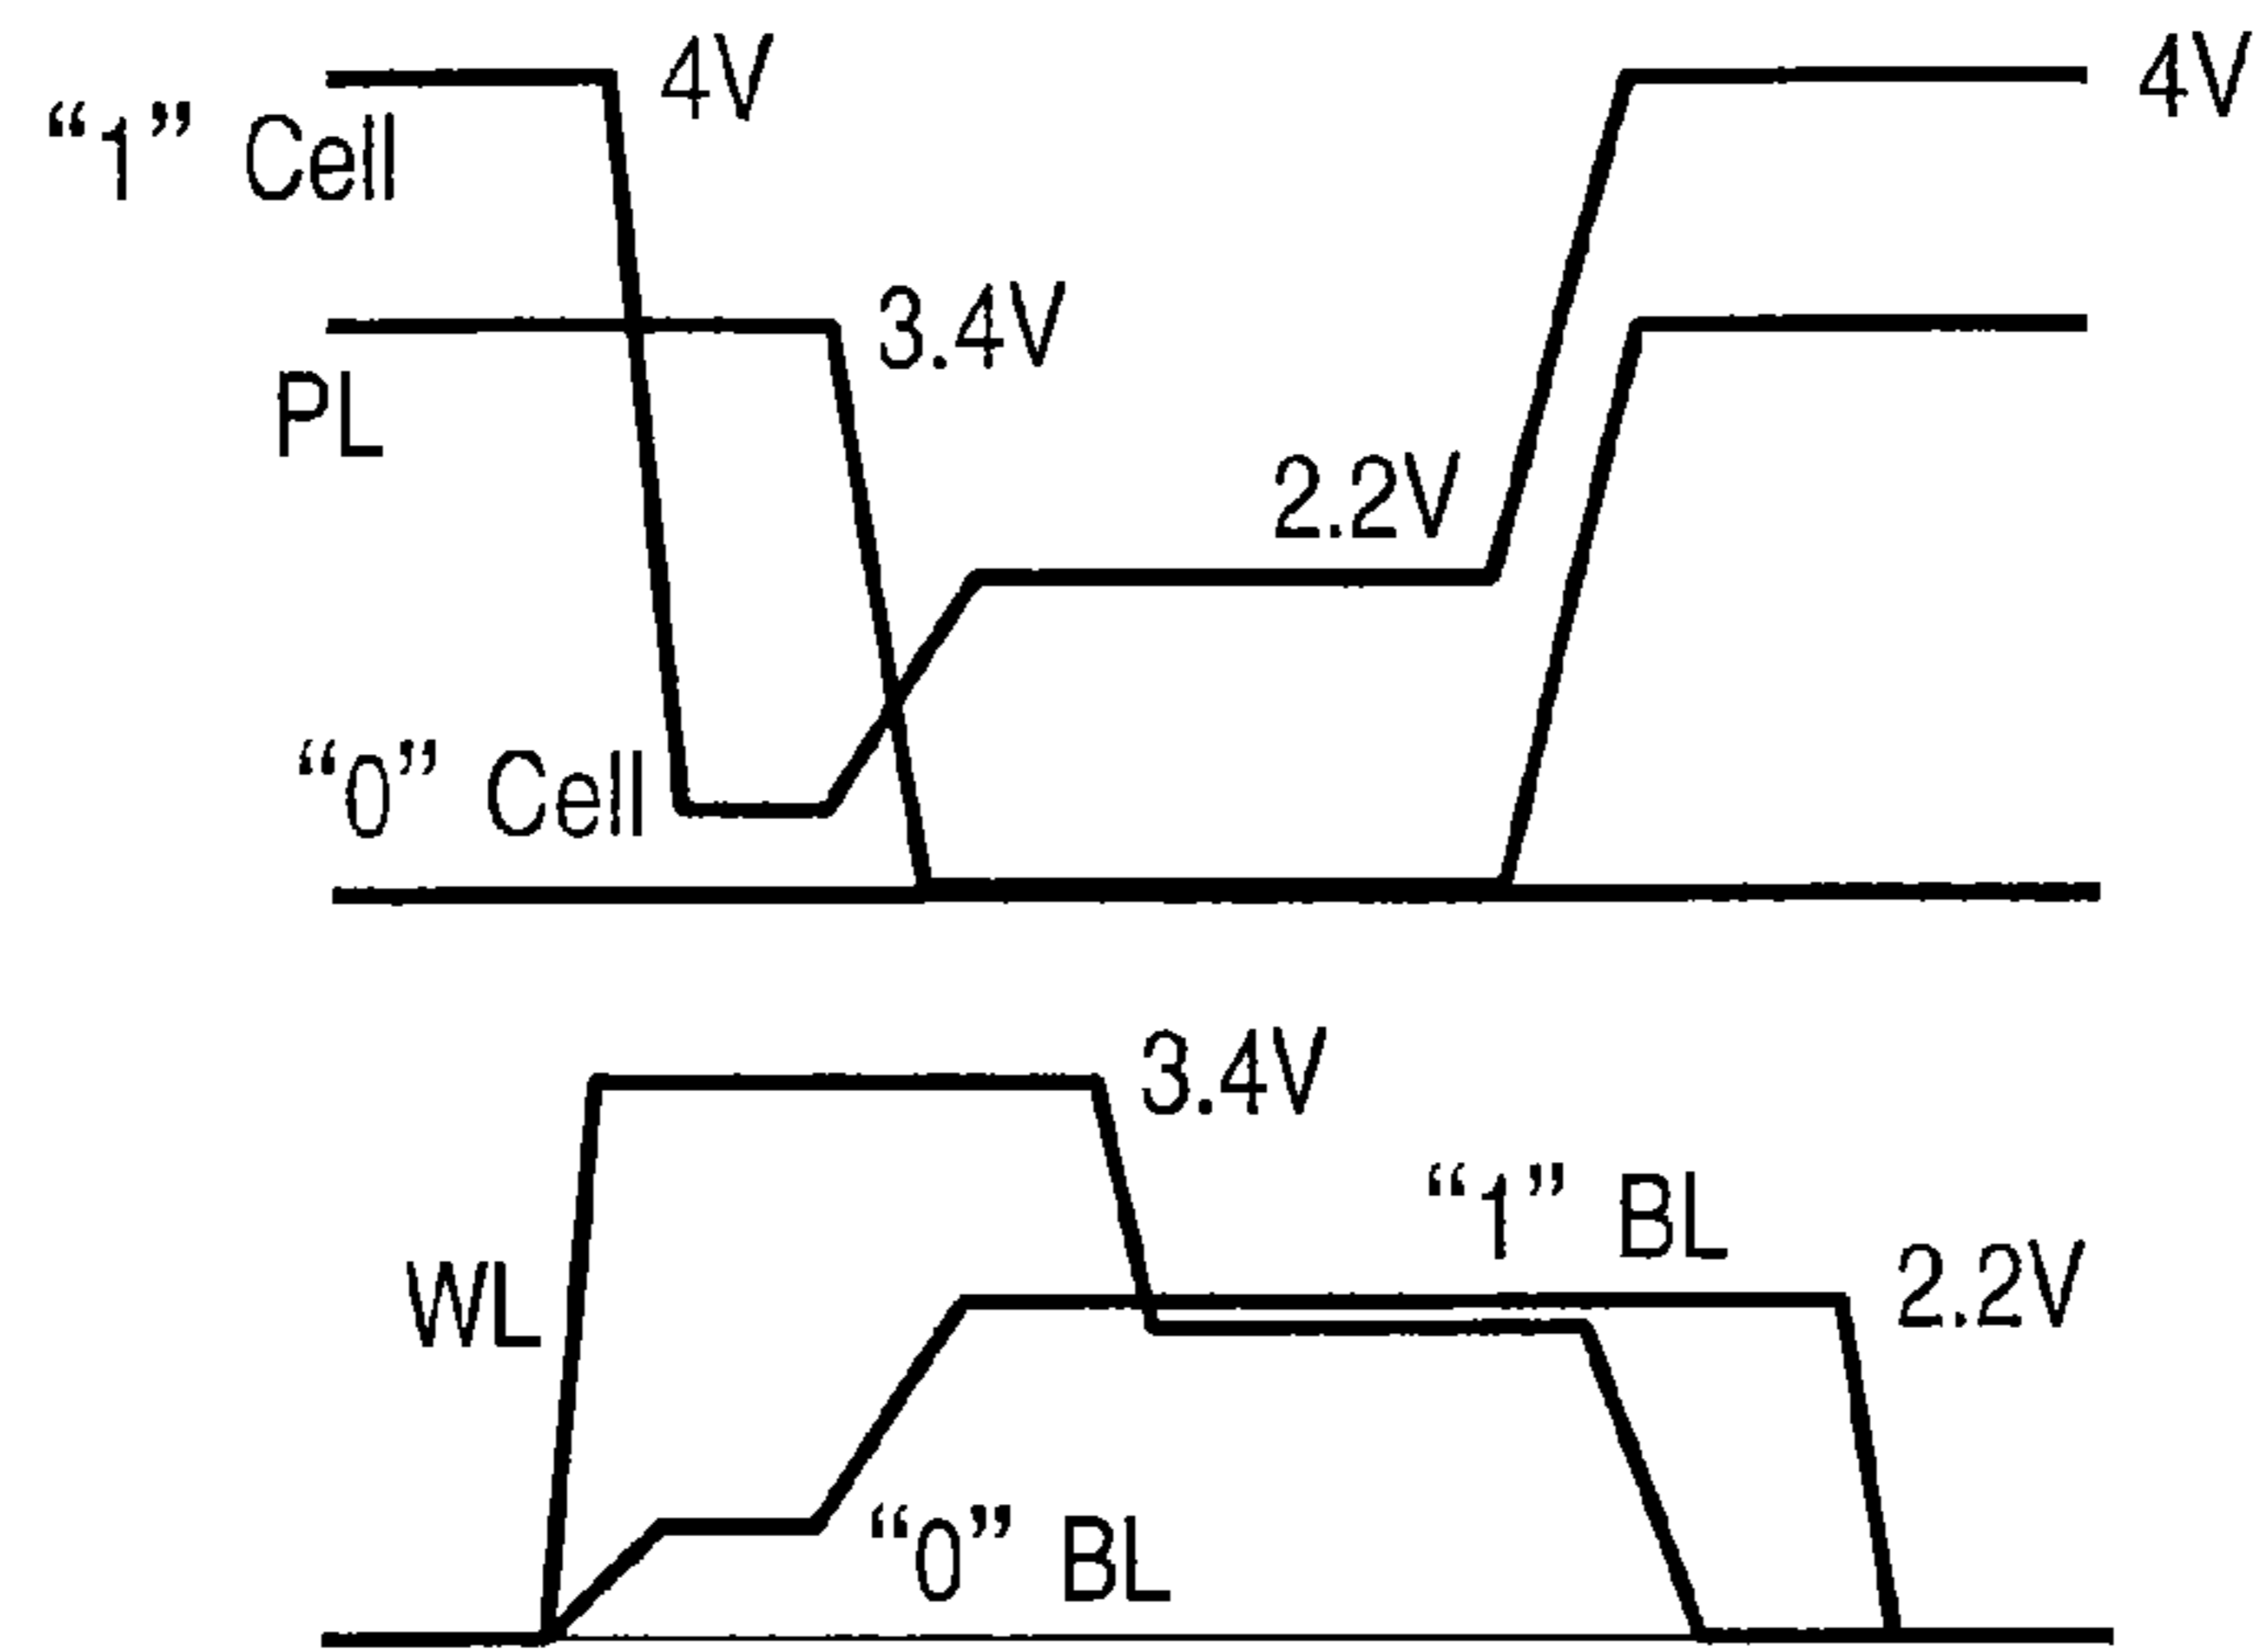 4V
4V
“1” Cell
3.4V
PL
2.2V
“0” Cell
3.4V
“1” BL
2.2V
WL
“0” BL